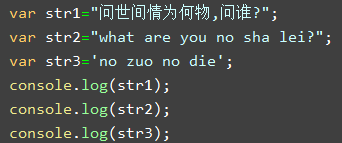 var str1="问世间情为何物,问谁?";
var str2="what are you no sha lei?";
var str3='no zuo no die';
console.log(str1);
console.log(str2);
console.log(str3);